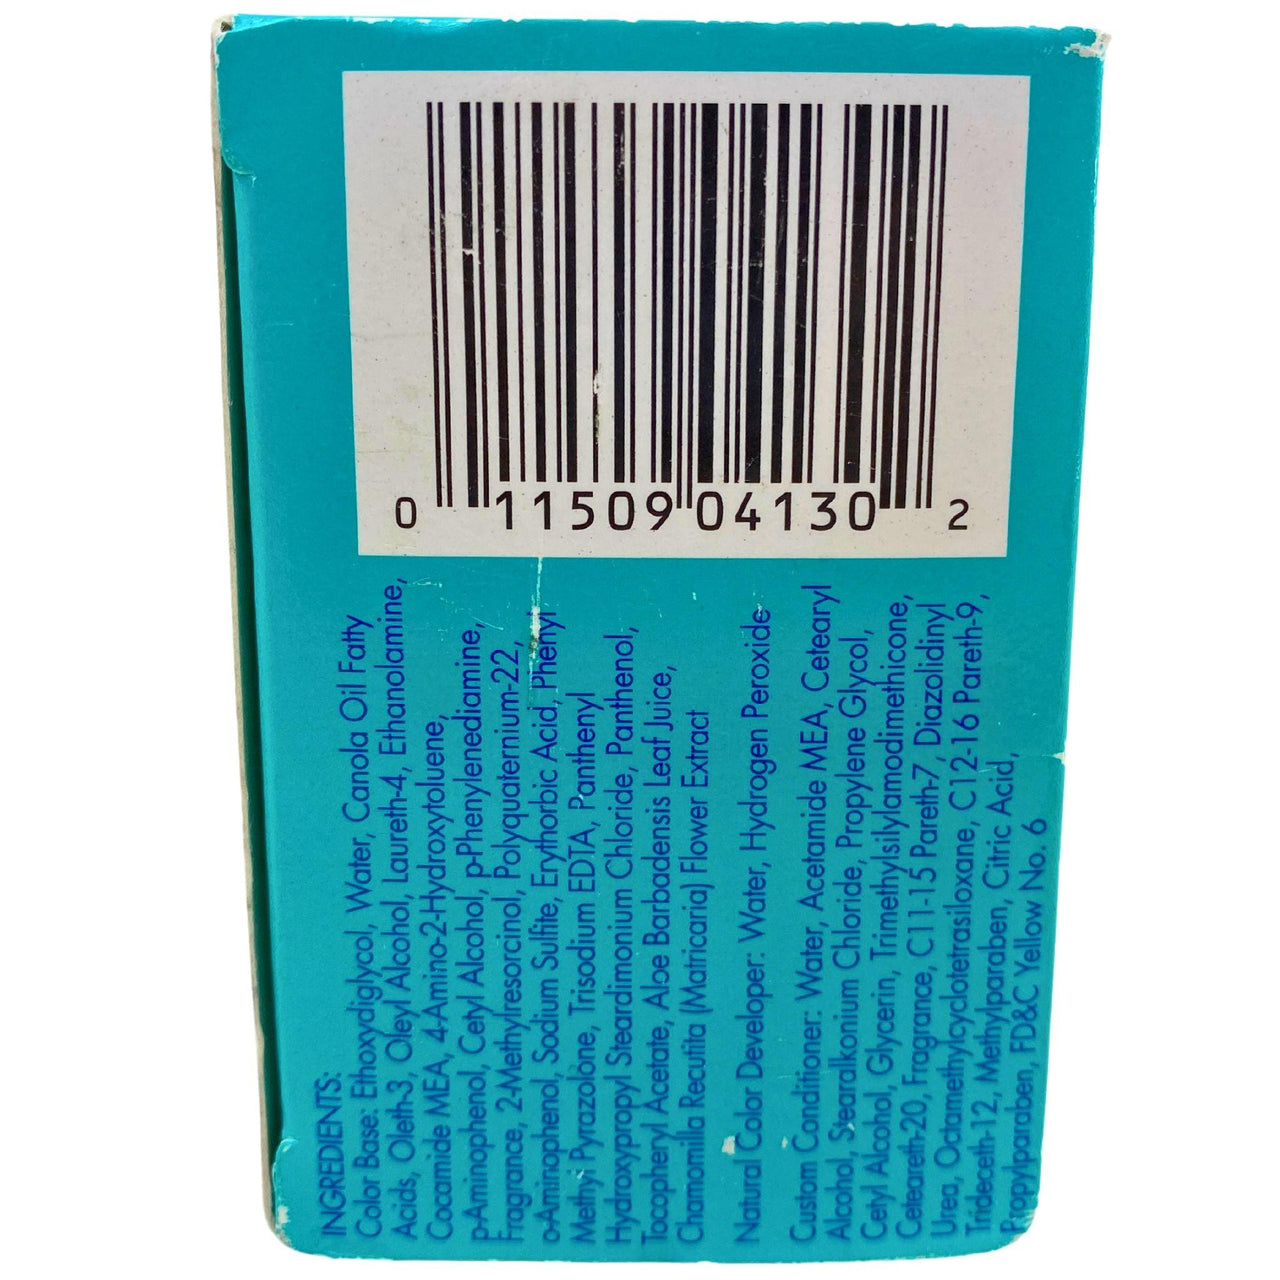 0 11509 04130 2
INGREDIENTS:
Color Base: Ethoxydiglycol, Water, Canola Oil Fatty
Acids, Oleth-3, Oleyl Alcohol, Laureth-4, Ethanolamine,
Cocamide MEA, 4-Amino-2-Hydroxytoluene,
p-Aminophenol, Cetyl Alcohol, p-Phenylenediamine,
Fragrance, 2-Methylresorcinol, Polyquaternium-22,
o-Aminophenol, Sodium Sulfite, Erythorbic Acid, Phenyl
Methyl Pyrazolone, Trisodium EDTA, Panthenyl
Hydroxypropyl Steardimonium Chloride, Panthenol,
Tocopheryl Acetate, Aloe Barbadensis Leaf Juice,
Chamomilla Recutita (Matricaria) Flower Extract
Natural Color Developer: Water, Hydrogen Peroxide
Custom Conditioner: Water, Acetamide MEA, Cetearyl
Alcohol, Stearalkonium Chloride, Propylene Glycol,
Cetyl Alcohol, Glycerin, Trimethylsilylamodimethicone,
Ceteareth-20, Fragrance, C11-15 Pareth-7, Diazolidinyl
Urea, Octamethylcyclotetrasiloxane, C12-16 Pareth-9,
Trideceth-12, Methylparaben, Citric Acid,
Propylparaben, FD&C Yellow No. 6